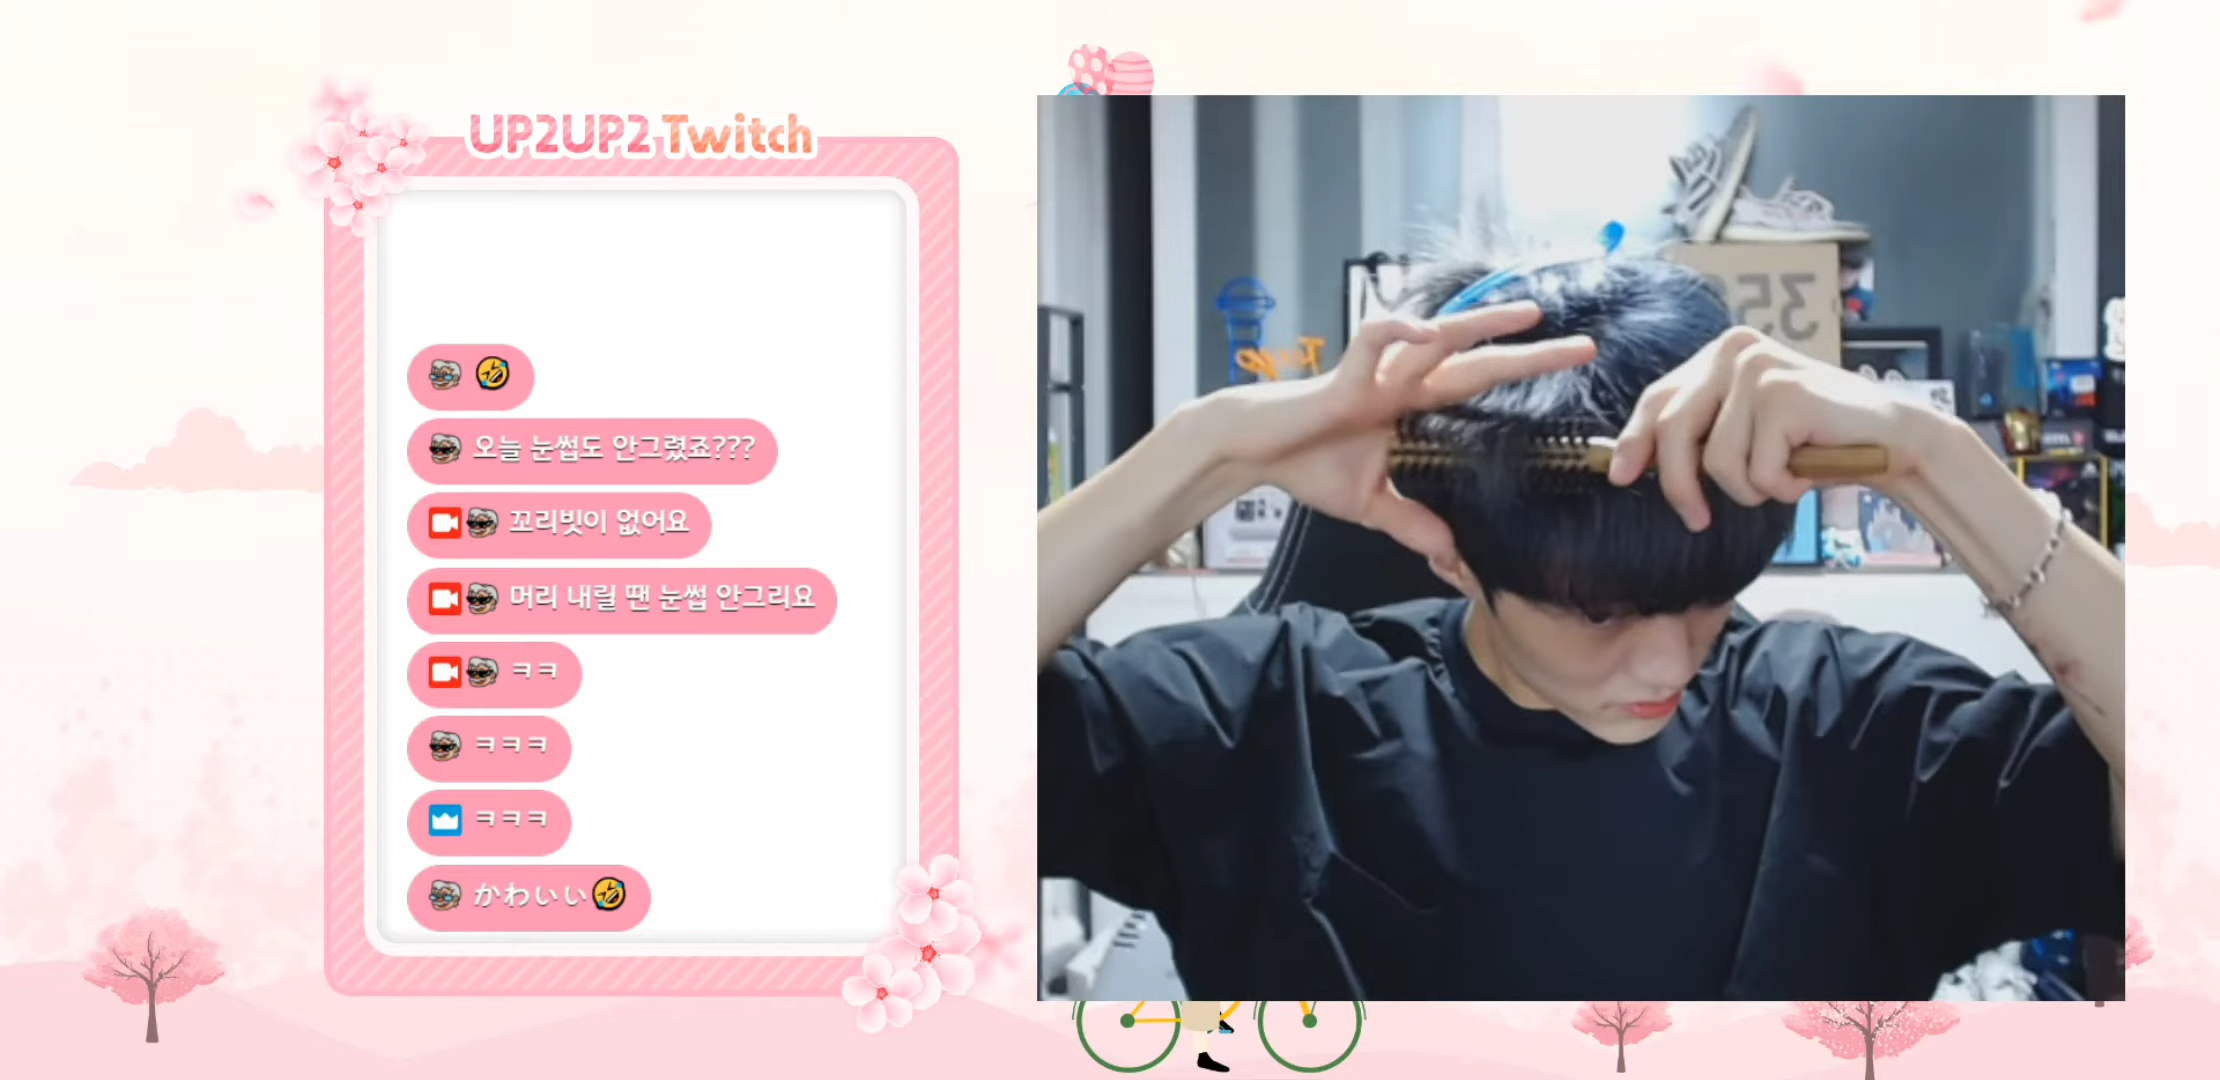 UP2UP2 Twitch
🤣
오늘 눈썹도 안그렸죠???
꼬리빗이 없어요
머리 내릴 땐 눈썹 안그리요
ㅋㅋ
ㅋㅋㅋ
ㅋㅋㅋ
かわいい🤣
350